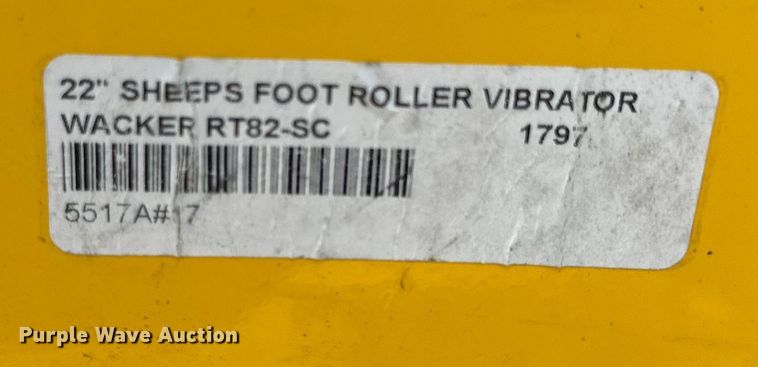 22" SHEEPS FOOT ROLLER VIBRATOR
WACKER RT82-SC 1797
5517A#17
Purple Wave Auction